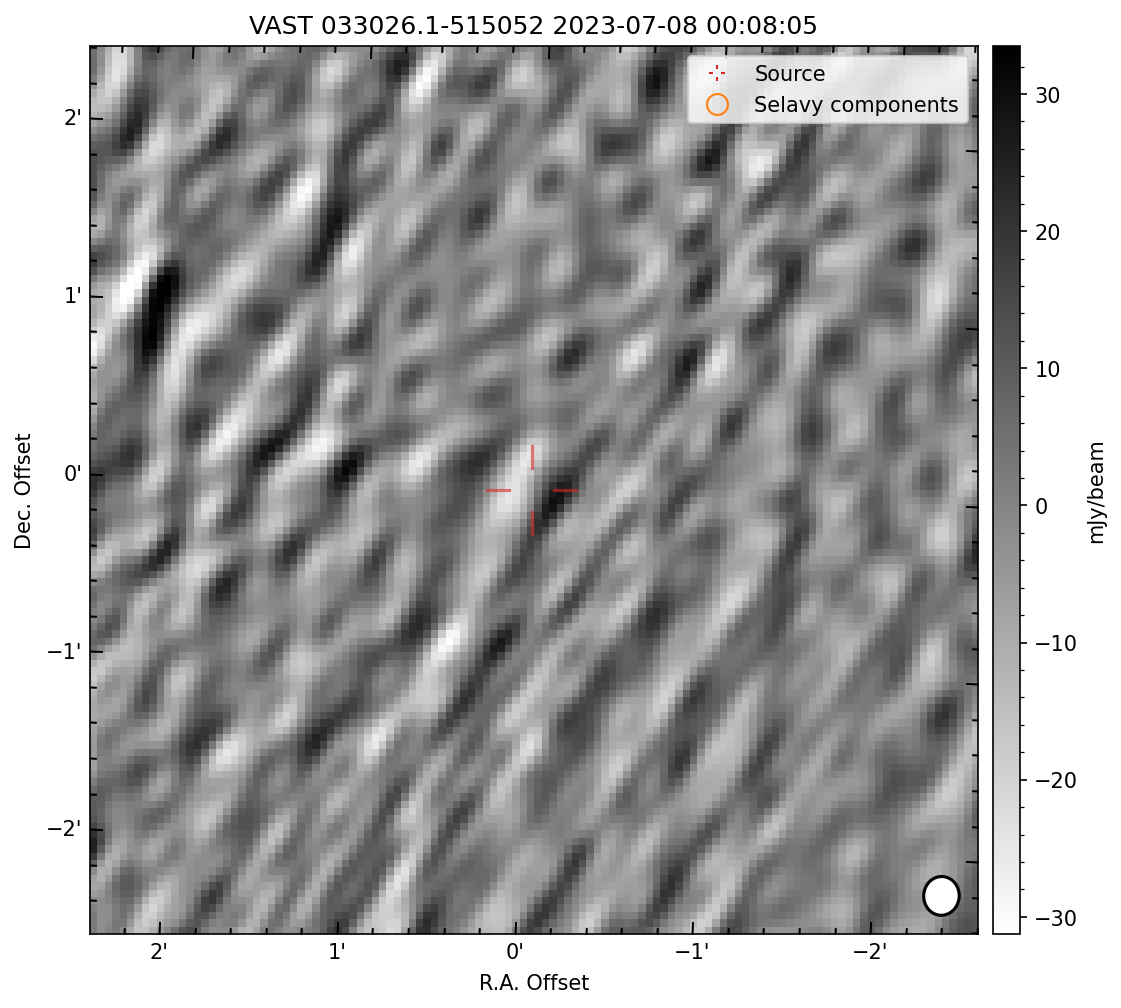 VAST 033026.1-515052 2023-07-08 00:08:05
Source
Selavy components
2'
1'
0'
−1'
−2'
Dec. Offset
2'
1'
0'
−1'
−2'
R.A. Offset
30
20
10
0
−10
−20
−30
mJy/beam